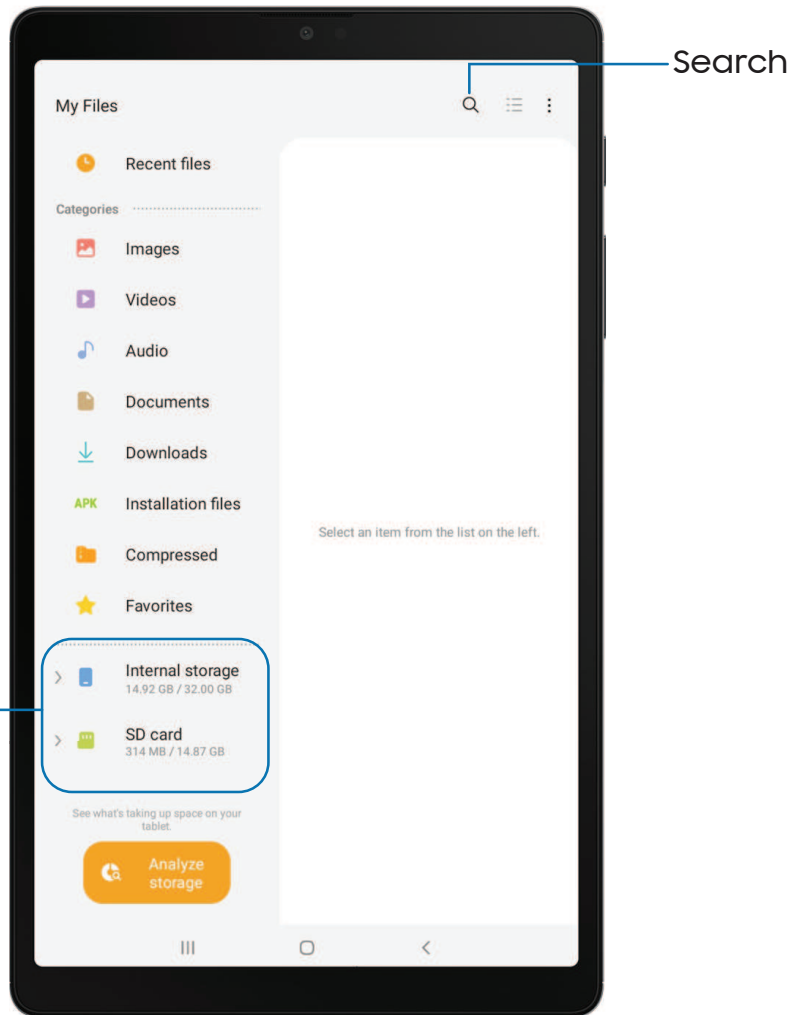 Search
My Files
Recent files
Categories
Images
Videos
Audio
Documents
Downloads
APK
Installation files
Compressed
Favorites
Select an item from the list on the left.
Internal storage
14.92 GB / 32.00 GB
SD card
314 MB / 14.87 GB
See what's taking up space on your
tablet.
Analyze
storage